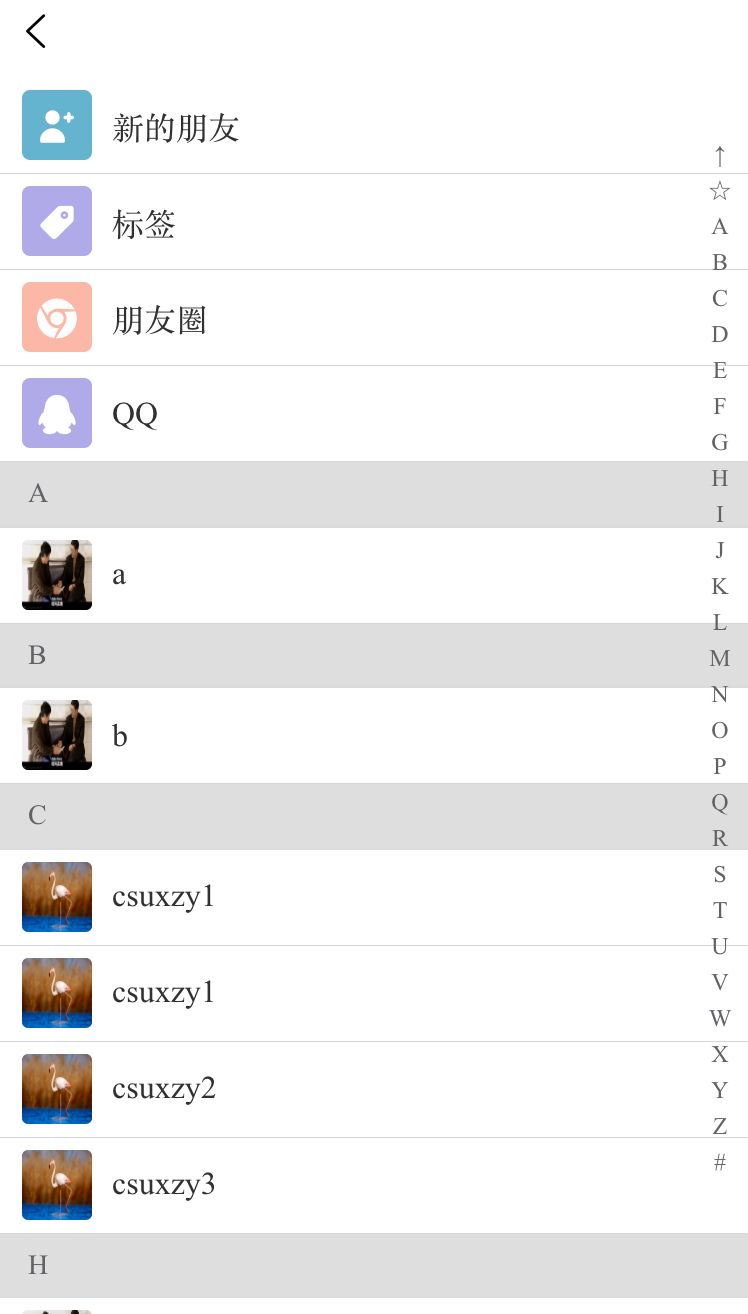 新的朋友
标签
朋友圈
QQ
A
a
B
b
C
csuxzy1
csuxzy1
csuxzy2
csuxzy3
H
↑
☆
A
B
C
D
E
F
G
H
I
J
K
L
M
N
O
P
Q
R
S
T
U
V
W
X
Y
Z
#